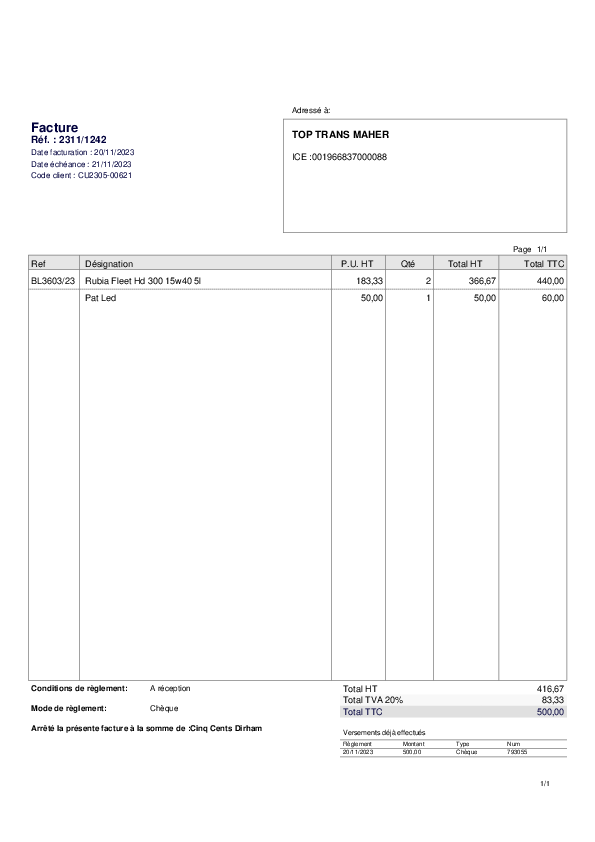 Adressé à:
Facture
Réf. : 2311/1242
Date facturation : 20/11/2023
Date échéance : 21/11/2023
Code client : CU2305-00621
TOP TRANS MAHER
ICE :001966837000088
Page 1/1
Ref Désignation P.U. HT Qté Total HT Total TTC
BL3603/23 Rubia Fleet Hd 300 15w40 5l 183,33 2 366,67 440,00
Pat Led 50,00 1 50,00 60,00
Conditions de règlement: A réception
Mode de règlement: Chèque
Arrêté la présente facture à la somme de :Cinq Cents Dirham
Total HT 416,67
Total TVA 20% 83,33
Total TTC 500,00
Versements déjà effectués
Règlement Montant Type Num
20/11/2023 500,00 Chèque 793055
1/1